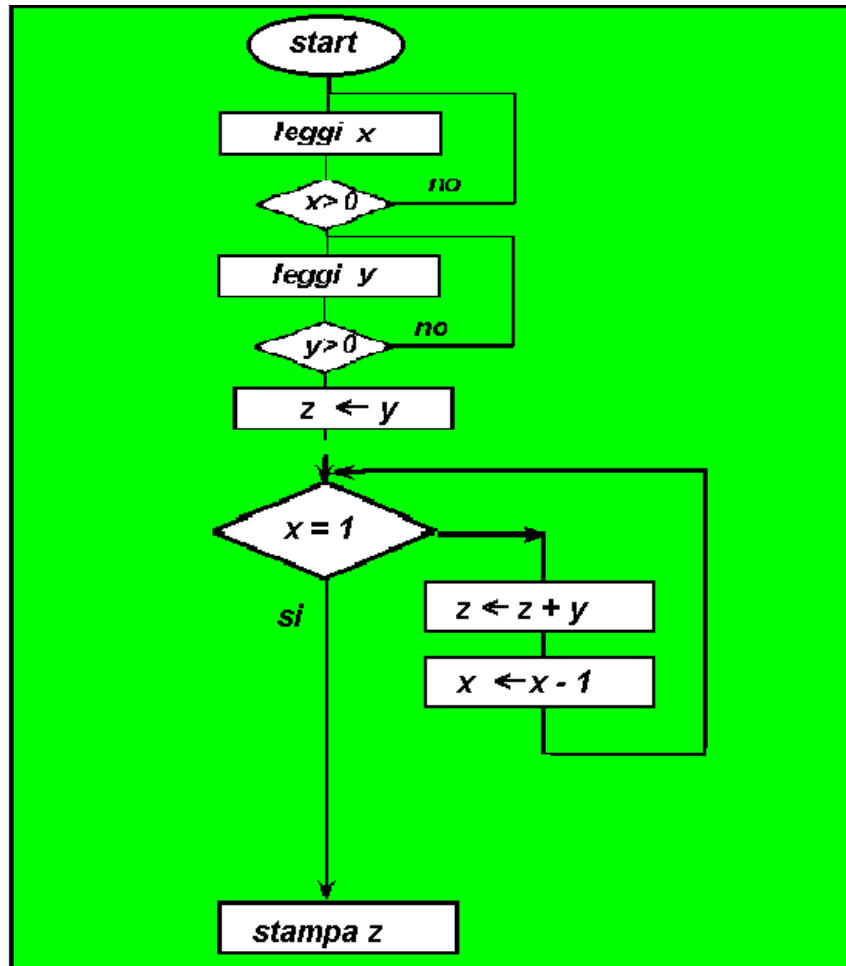 start
leggi x
x > 0
no
leggi y
y > 0
no
z ← y
x = 1
z ← z + y
si
x ← x - 1
stampa z